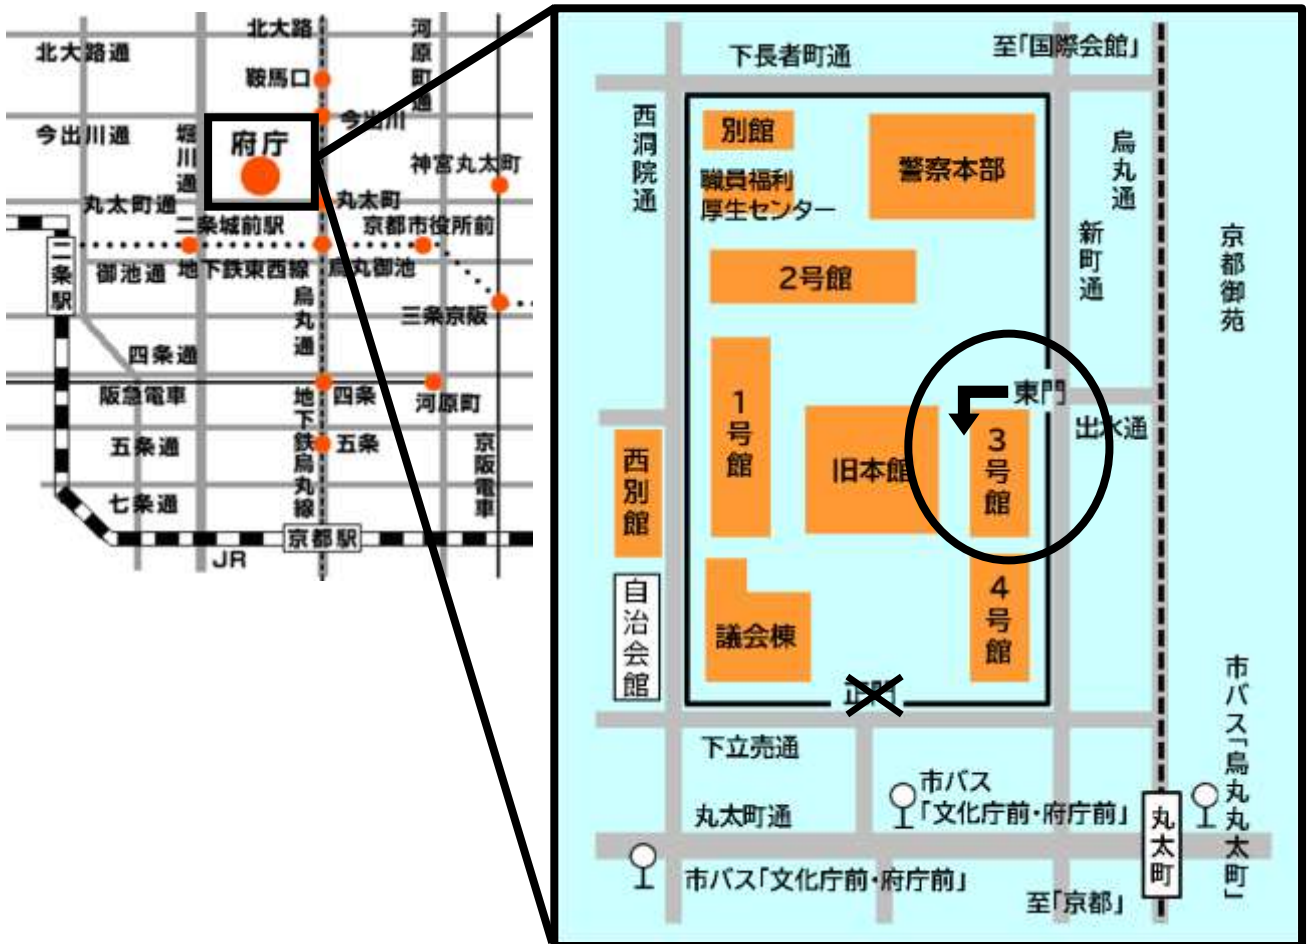 北大路
河原町通
北大路通
鞍馬口
今出川
今出川通
堀川通
府庁
神宮丸太町
丸太町
丸太町通
二条城前駅
京都市役所前
二条駅
御池通
地下鉄東西線
烏丸御池
烏丸通
三条京阪
四条通
阪急電車
地下鉄烏丸線
四条
河原町
五条通
五条
京阪電車
七条通
京都駅
JR
下長者町通
至「国際会館」
西洞院通
別館
職員福利
厚生センター
警察本部
烏丸通
新町通
京都御苑
2号館
1号館
東門
出水通
3号館
旧本館
西別館
自治会館
4号館
議会棟
正門
下立売通
市バス
「文化庁前・府庁前」
丸太町通
市バス「烏丸丸太町」
丸太町
市バス「文化庁前・府庁前」
至「京都」